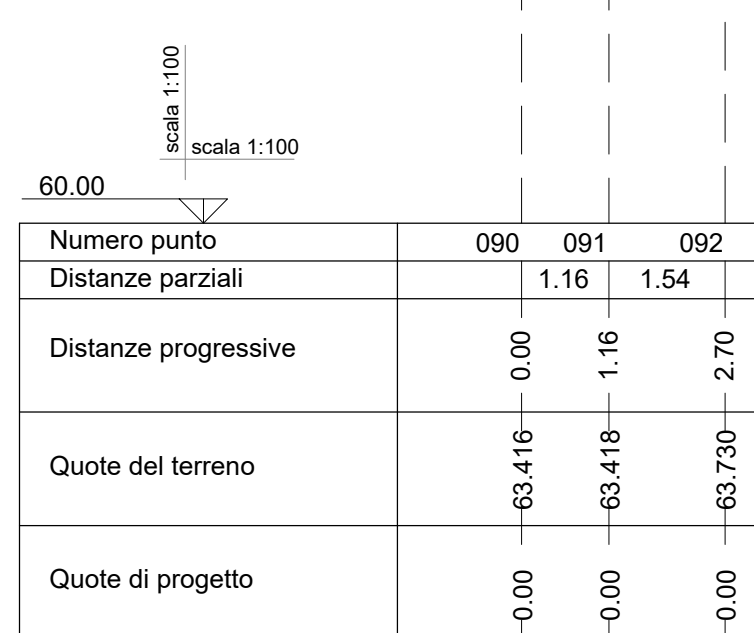 scala 1:100
scala 1:100
60.00
Numero punto 090 091 092
Distanze parziali 1.16 1.54
Distanze progressive 0.00 1.16 2.70
Quote del terreno 63.416 63.418 63.730
Quote di progetto 0.00 0.00 0.00